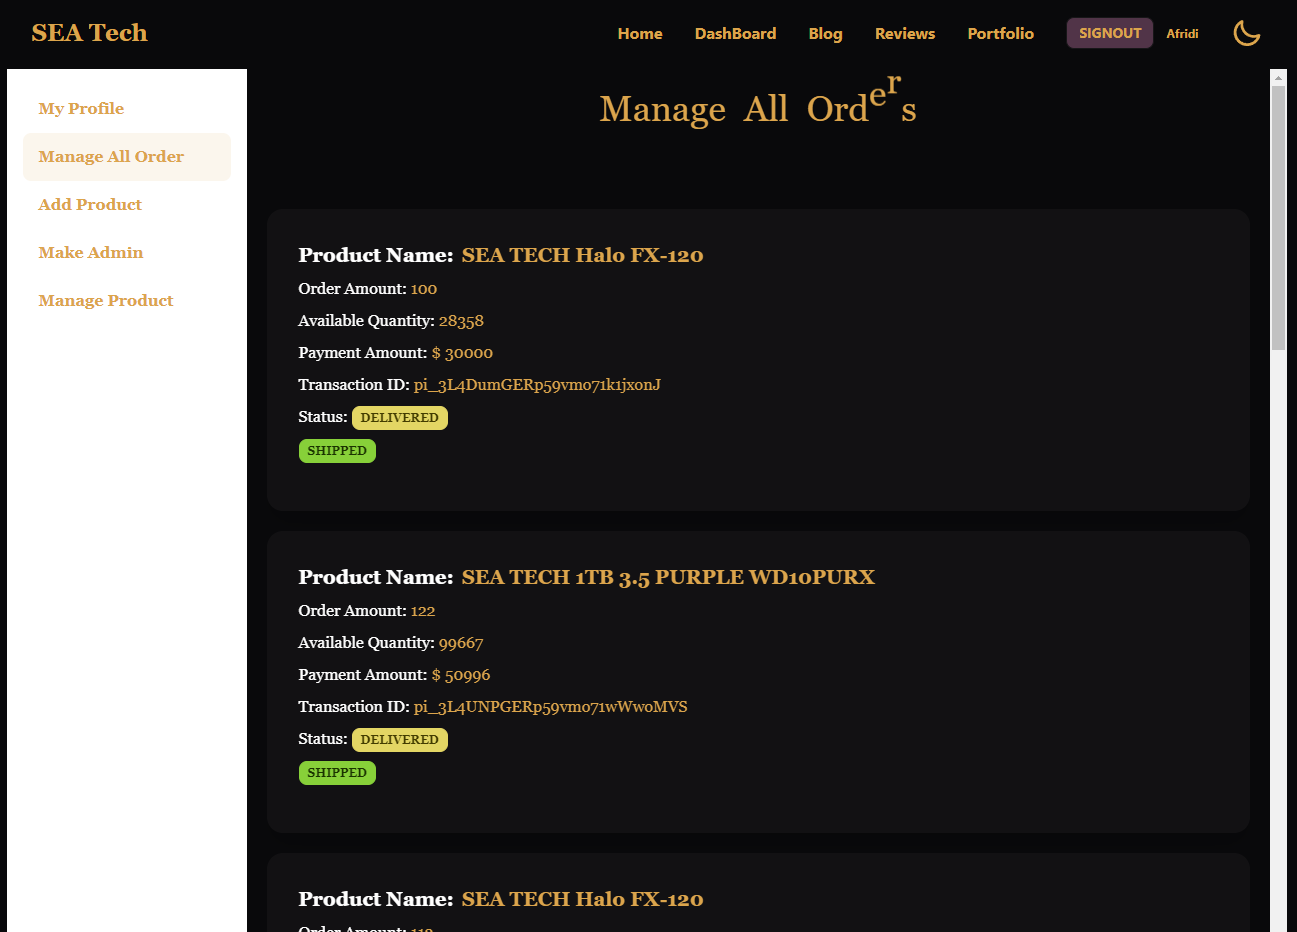 SEA Tech
Home DashBoard Blog Reviews Portfolio SIGNOUT Afridi
My Profile
Manage All Order
Add Product
Make Admin
Manage Product
Manage All Orders
Product Name: SEA TECH Halo FX-120
Order Amount: 100
Available Quantity: 28358
Payment Amount: $ 30000
Transaction ID: pi_3L4DumGERp59vmo71k1jxonJ
Status: DELIVERED
SHIPPED
Product Name: SEA TECH 1TB 3.5 PURPLE WD10PURX
Order Amount: 122
Available Quantity: 99667
Payment Amount: $ 50996
Transaction ID: pi_3L4UNPGERp59vmo71wWwoMVS
Status: DELIVERED
SHIPPED
Product Name: SEA TECH Halo FX-120
Order Amount: